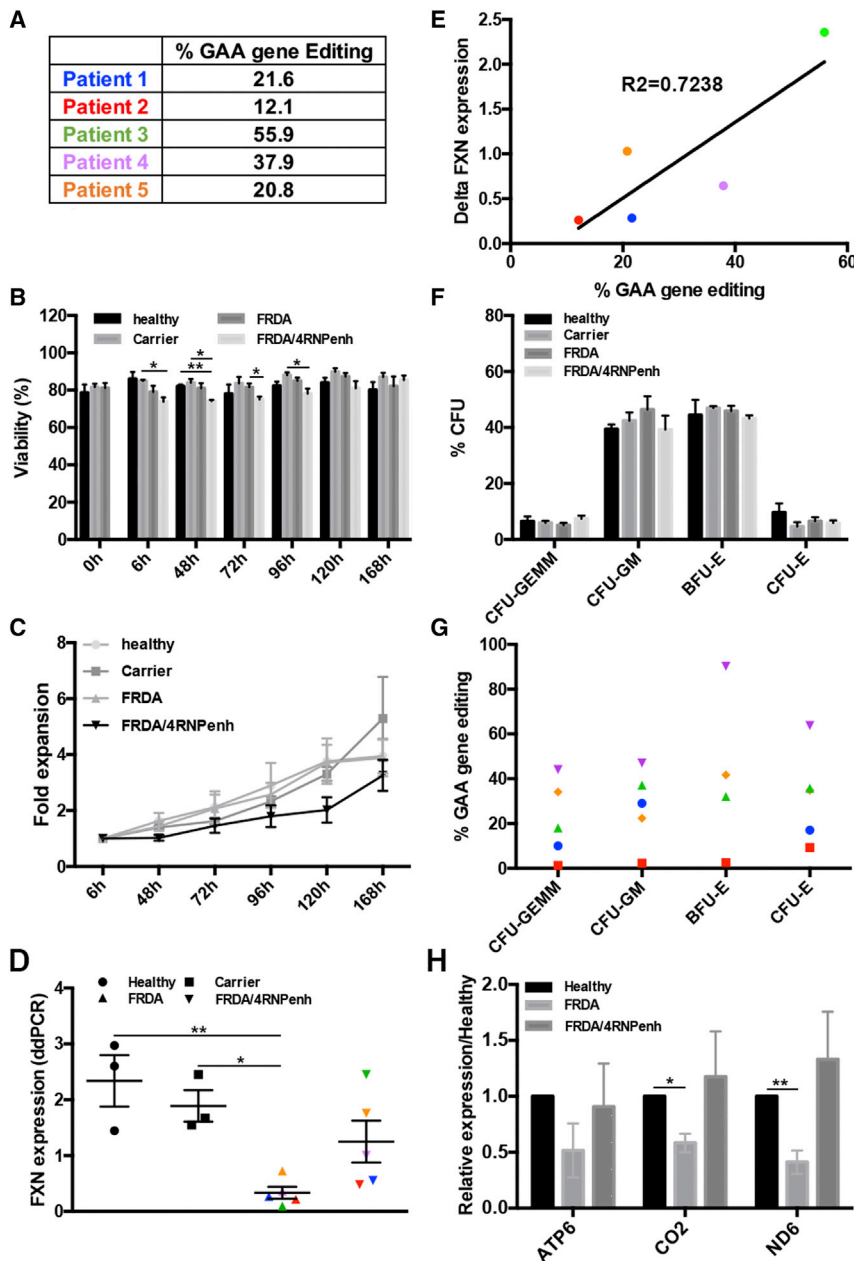 A
% GAA gene Editing
Patient 1 21.6
Patient 2 12.1
Patient 3 55.9
Patient 4 37.9
Patient 5 20.8
B
healthy FRDA
Carrier FRDA/4RNPenh
Viability (%)
120
100
80
60
40
20
0
* ** * * *
0h 6h 48h 72h 96h 120h 168h
C
healthy
Carrier
FRDA
FRDA/4RNPenh
Fold expansion
8
6
4
2
0
6h 48h 72h 96h 120h 168h
D
Healthy Carrier
FRDA FRDA/4RNPenh
FXN expression (ddPCR)
4
3
2
1
0
**
*
E
Delta FXN expression
2.5
2.0
1.5
1.0
0.5
0.0
R2=0.7238
0 20 40 60
% GAA gene editing
F
healthy
Carrier
FRDA
FRDA/4RNPenh
% CFU
80
60
40
20
0
CFU-GEMM CFU-GM BFU-E CFU-E
G
% GAA gene editing
100
80
60
40
20
0
CFU-GEMM CFU-GM BFU-E CFU-E
H
Healthy
FRDA
FRDA/4RNPenh
Relative expression/Healthy
2.0
1.5
1.0
0.5
0.0
* **
ATP6 CO2 ND6